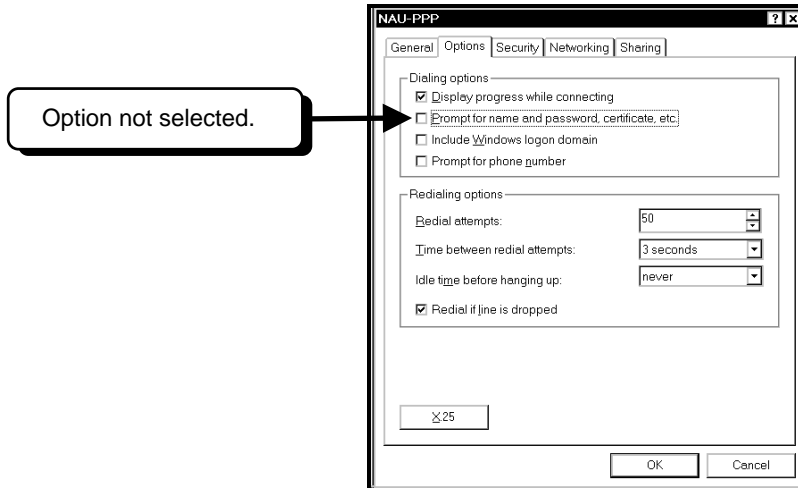 NAU-PPP
General Options Security Networking Sharing
Dialing options
Display progress while connecting
Option not selected.
Prompt for name and password, certificate, etc.
Include Windows logon domain
Prompt for phone number
Redialing options
Redial attempts: 50
Time between redial attempts: 3 seconds
Idle time before hanging up: never
Redial if line is dropped
X.25
OK Cancel